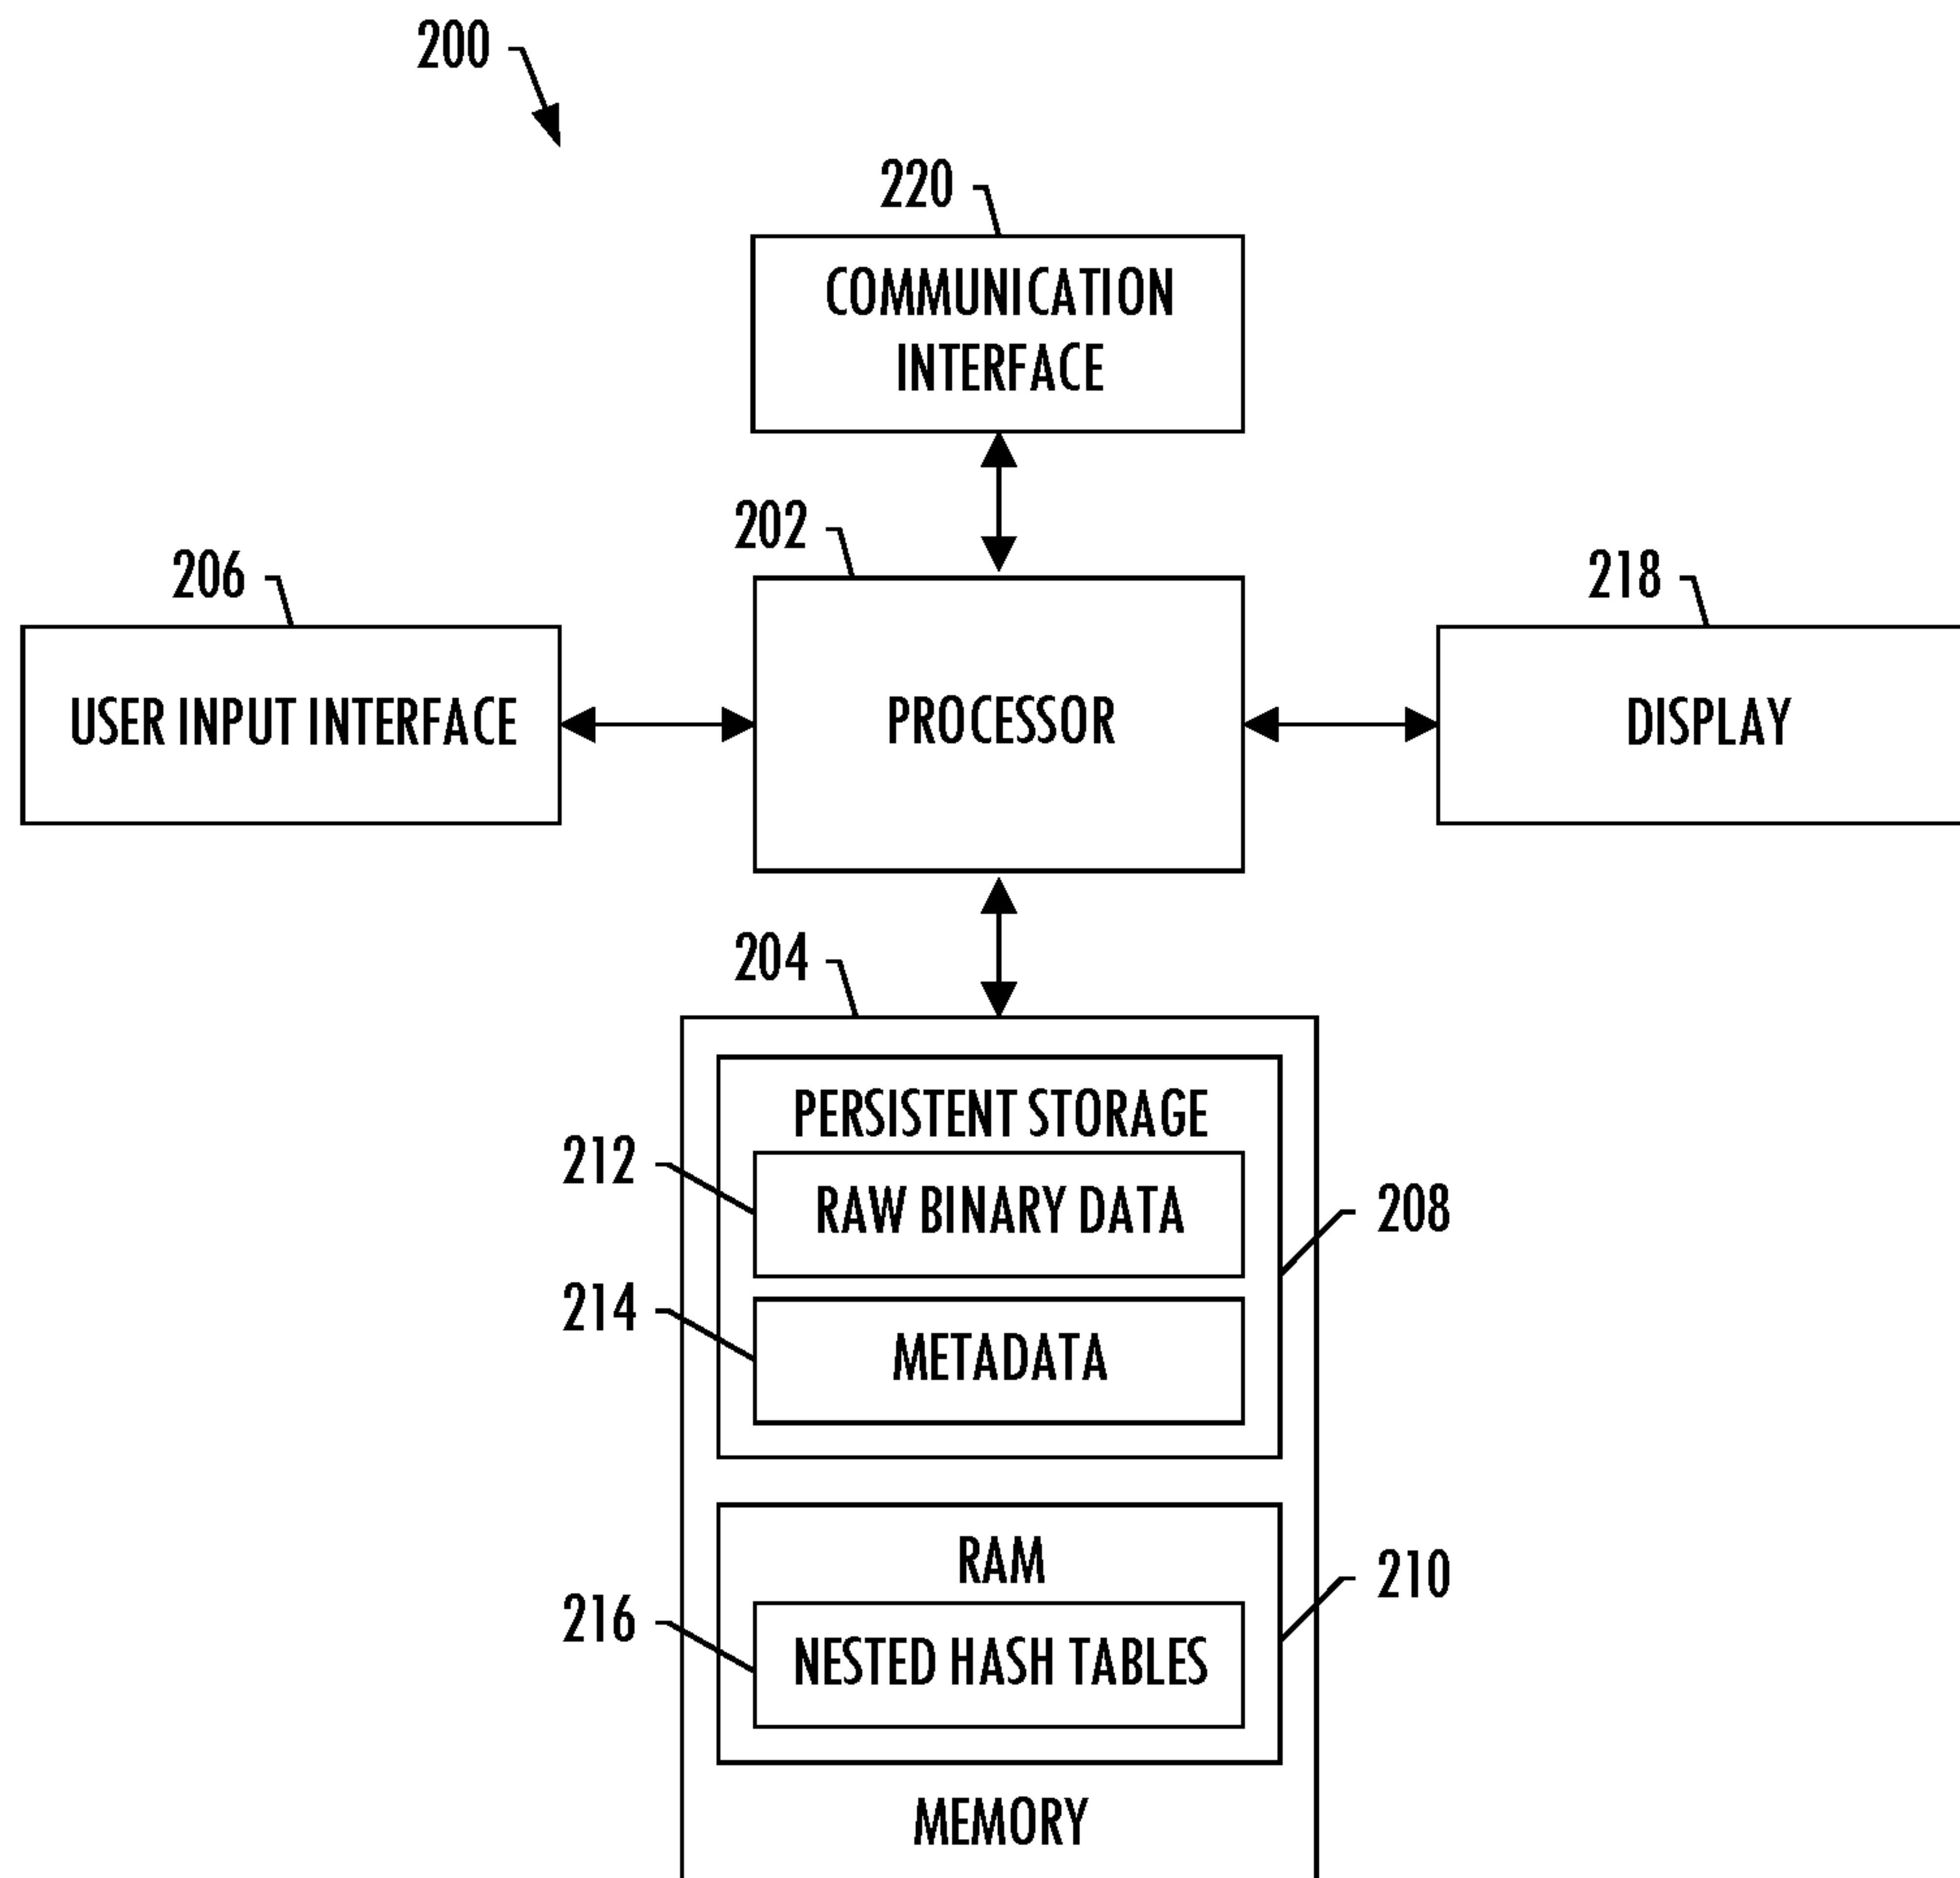 200
220
COMMUNICATION
INTERFACE
202
206
218
USER INPUT INTERFACE
PROCESSOR
DISPLAY
204
PERSISTENT STORAGE
212
RAW BINARY DATA
208
214
METADATA
RAM
210
216
NESTED HASH TABLES
MEMORY